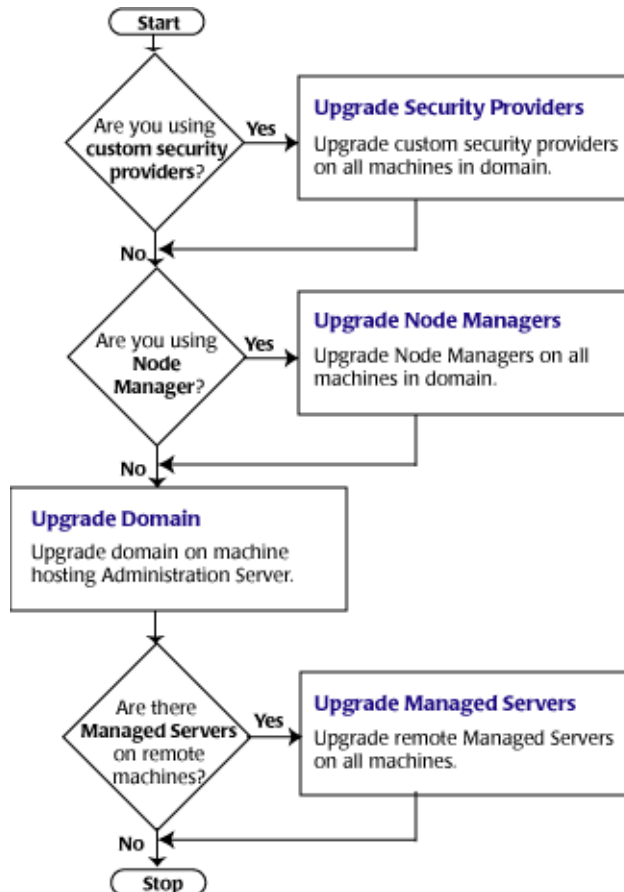 Start
Are you using
custom security
providers?
Yes
Upgrade Security Providers
Upgrade custom security providers
on all machines in domain.
No
Are you using
Node
Manager?
Yes
Upgrade Node Managers
Upgrade Node Managers on all
machines in domain.
No
Upgrade Domain
Upgrade domain on machine
hosting Administration Server.
Are there
Managed Servers
on remote
machines?
Yes
Upgrade Managed Servers
Upgrade remote Managed Servers
on all machines.
No
Stop